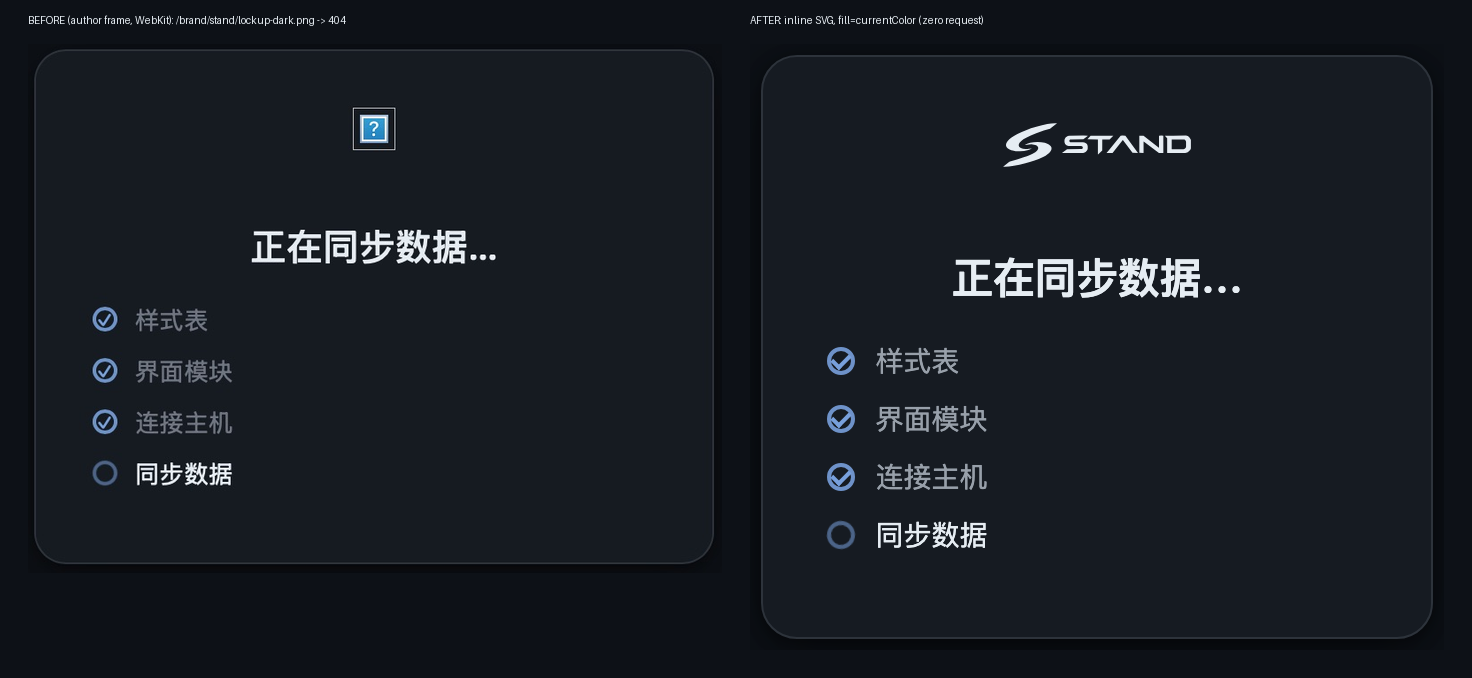 BEFORE (author frame, WebKit): /brand/stand/lockup-dark.png -> 404
?
正在同步数据...
样式表
界面模块
连接主机
同步数据
AFTER: inline SVG, fill=currentColor (zero request)
STAND
正在同步数据...
样式表
界面模块
连接主机
同步数据